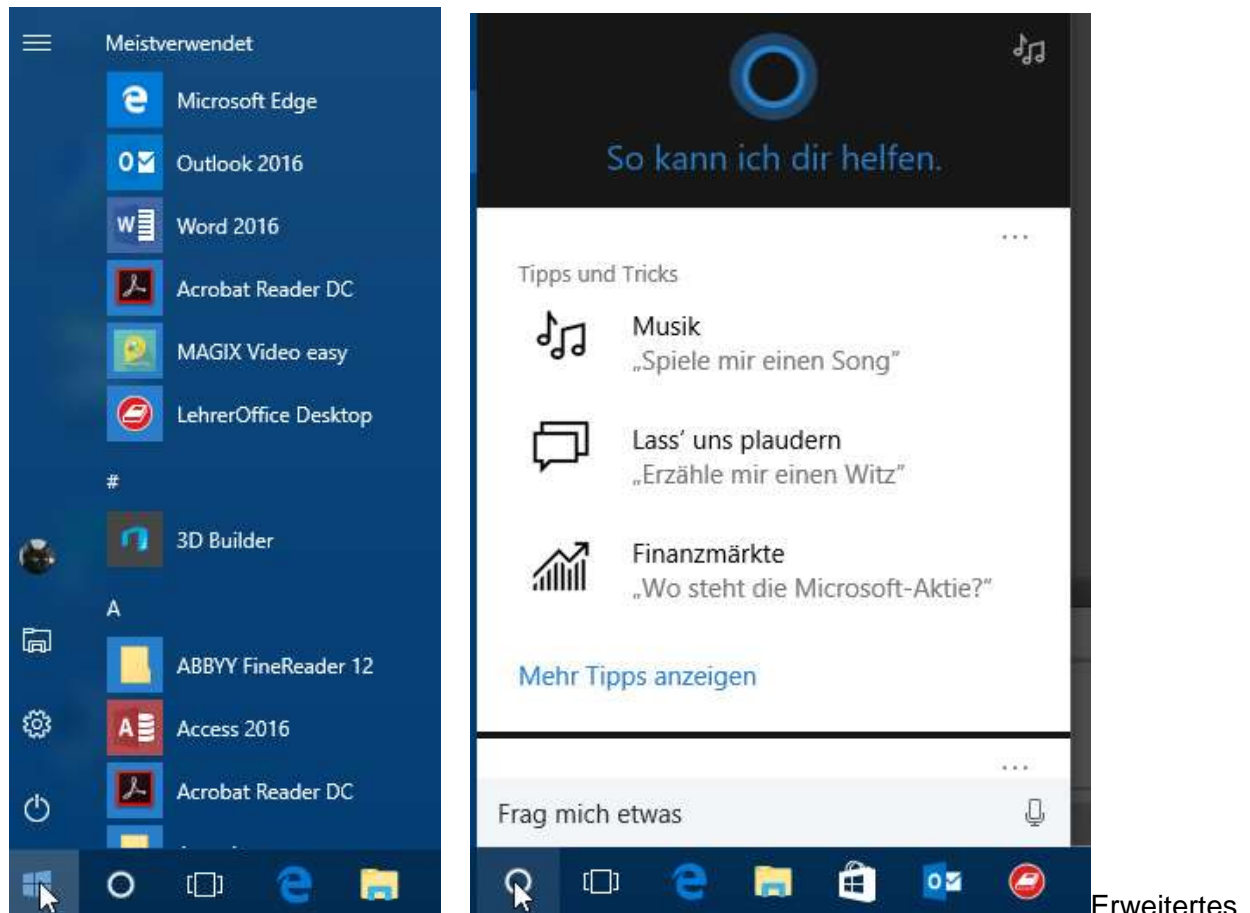 Meistverwendet
Microsoft Edge
Outlook 2016
Word 2016
Acrobat Reader DC
MAGIX Video easy
LehrerOffice Desktop
#
3D Builder
A
ABBYY FineReader 12
Access 2016
Acrobat Reader DC
So kann ich dir helfen.
...
Tipps und Tricks
Musik
„Spiele mir einen Song“
Lass’ uns plaudern
„Erzähle mir einen Witz“
Finanzmärkte
„Wo steht die Microsoft-Aktie?“
Mehr Tipps anzeigen
...
Frag mich etwas
Erweitertes